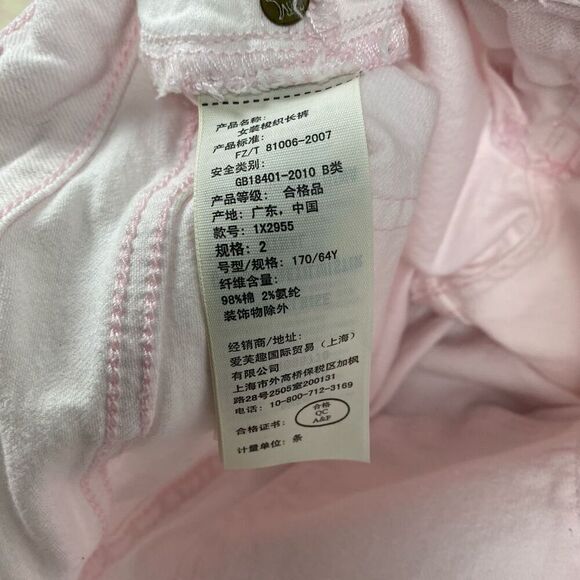 产品名称:
女装梭织长裤
产品标准:
FZ/T 81006-2007
安全类别:
GB18401-2010 B类
产品等级: 合格品
产地: 广东, 中国
款号: 1X2955
规格: 2
号型/规格: 170/64Y
纤维含量:
98%棉 2%氨纶
装饰物除外
经销商/地址:
爱芙趣国际贸易 (上海)
有限公司
上海市外高桥保税区加枫
路28号2505室200131
电话: 10-800-712-3169
合格证书: 合格
QC
A&F
计量单位: 条